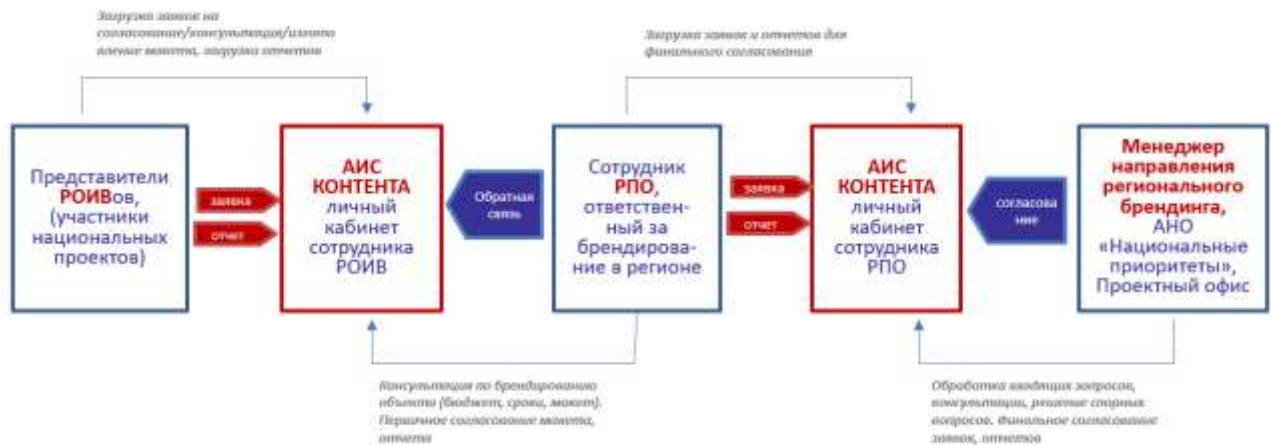 Загрузка заявок на
согласование/консультация/изгото
вление макета, загрузка отчетов
Загрузка заявок и отчетов для
финального согласования
Представители
РОИВов,
(участники
национальных
проектов)
заявка
отчет
АИС
КОНТЕНТА
личный
кабинет
сотрудника
РОИВ
Обратная
связь
Сотрудник
РПО,
ответствен-
ный за
брендирова-
ние в регионе
заявка
отчет
АИС
КОНТЕНТА
личный
кабинет
сотрудника
РПО
согласова
ние
Менеджер
направления
регионального
брендинга,
АНО
«Национальные
приоритеты»,
Проектный офис
Консультация по брендированию
объекта (бюджет, сроки, макет).
Первичное согласование макета,
отчета
Обработка входящих запросов,
консультации, решение спорных
вопросов. Финальное согласование
заявок, отчетов